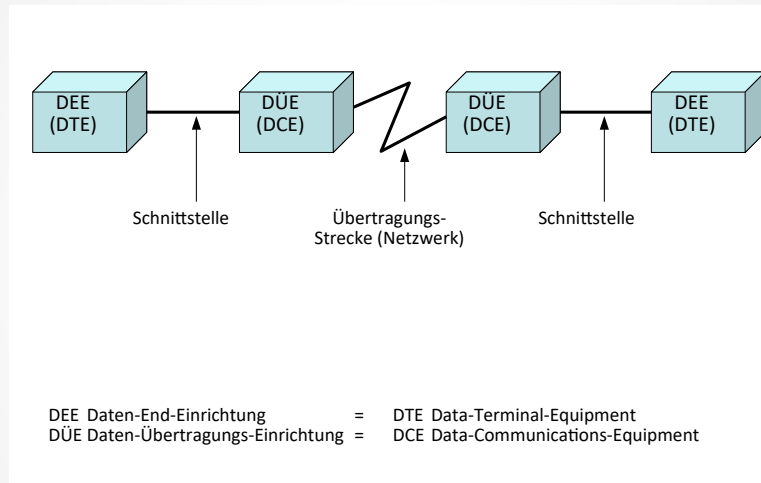 DEE
(DTE)
DÜE
(DCE)
DÜE
(DCE)
DEE
(DTE)
Schnittstelle
Übertragungs-
Strecke (Netzwerk)
Schnittstelle
DEE Daten-End-Einrichtung = DTE Data-Terminal-Equipment
DÜE Daten-Übertragungs-Einrichtung = DCE Data-Communications-Equipment